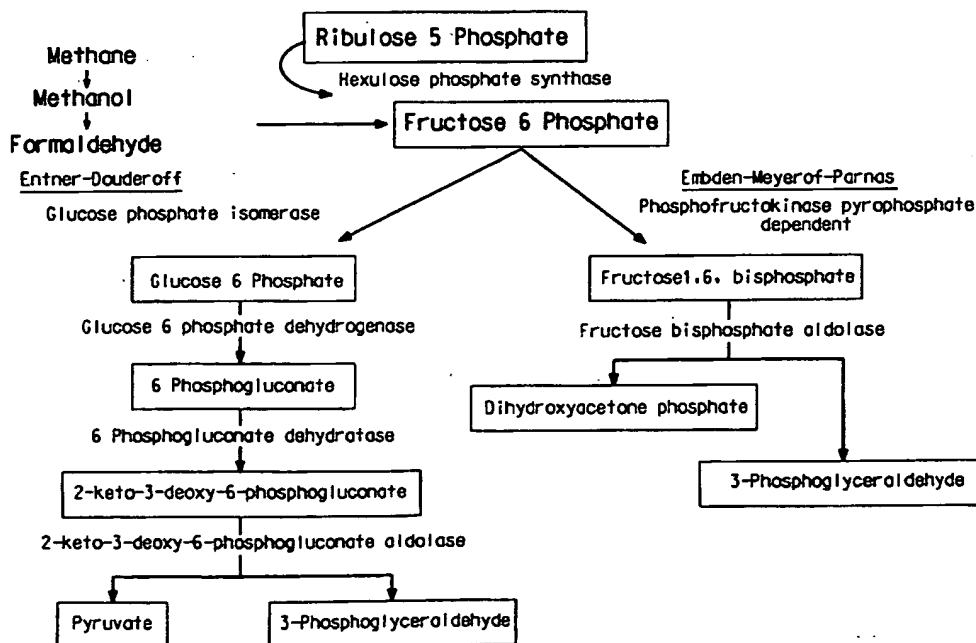 Ribulose 5 Phosphate
Methane
Hexulose phosphate synthase
Methanol
Fructose 6 Phosphate
Formaldehyde
Entner-Douderoff
Embden-Meyerof-Parnas
Glucose phosphate isomerase
Phosphofructokinase pyrophosphate
dependent
Glucose 6 Phosphate
Fructose1.6. bisphosphate
Glucose 6 phosphate dehydrogenase
Fructose bisphosphate aldolase
6 Phosphogluconate
Dihydroxyacetone phosphate
6 Phosphogluconate dehydratase
2-keto-3-deoxy-6-phosphogluconate
3-Phosphoglyceraldehyde
2-keto-3-deoxy-6-phosphogluconate aldolase
Pyruvate
3-Phosphoglyceraldehyde